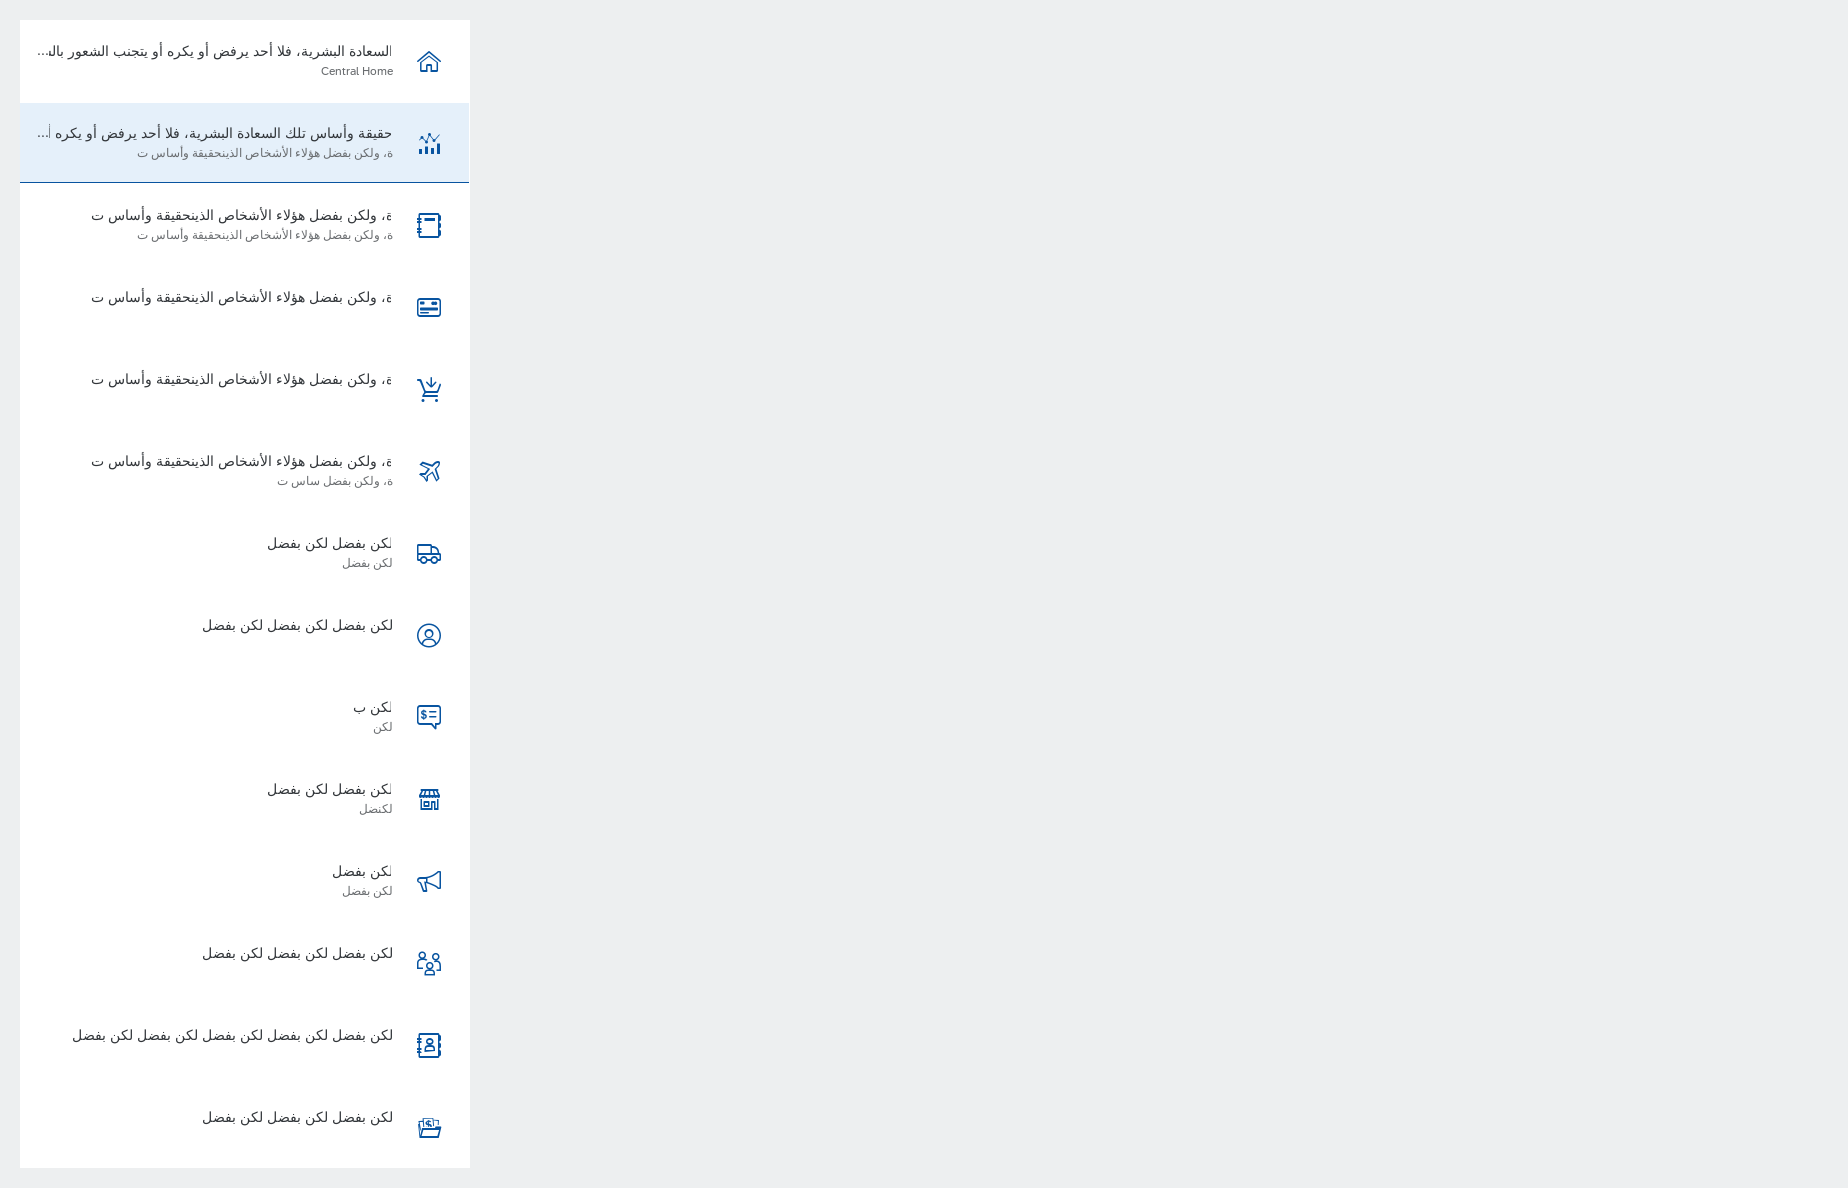 السعادة البشرية، فلا أحد يرفض أو يكره أو يتجنب الشعور بالس...
Central Home
حقيقة وأساس تلك السعادة البشرية، فلا أحد يرفض أو يكره أ...
ة، ولكن بفضل هؤلاء الأشخاص الذينحقيقة وأساس ت
ة، ولكن بفضل هؤلاء الأشخاص الذينحقيقة وأساس ت
ة، ولكن بفضل هؤلاء الأشخاص الذينحقيقة وأساس ت
ة، ولكن بفضل هؤلاء الأشخاص الذينحقيقة وأساس ت
ة، ولكن بفضل هؤلاء الأشخاص الذينحقيقة وأساس ت
ة، ولكن بفضل هؤلاء الأشخاص الذينحقيقة وأساس ت
ة، ولكن بفضل ساس ت
لكن بفضل لكن بفضل
لكن بفضل
لكن بفضل لكن بفضل لكن بفضل
لكن ب
لكن
لكن بفضل لكن بفضل
لكنضل
لكن بفضل
لكن بفضل
لكن بفضل لكن بفضل لكن بفضل
لكن بفضل لكن بفضل لكن بفضل لكن بفضل لكن بفضل
لكن بفضل لكن بفضل لكن بفضل